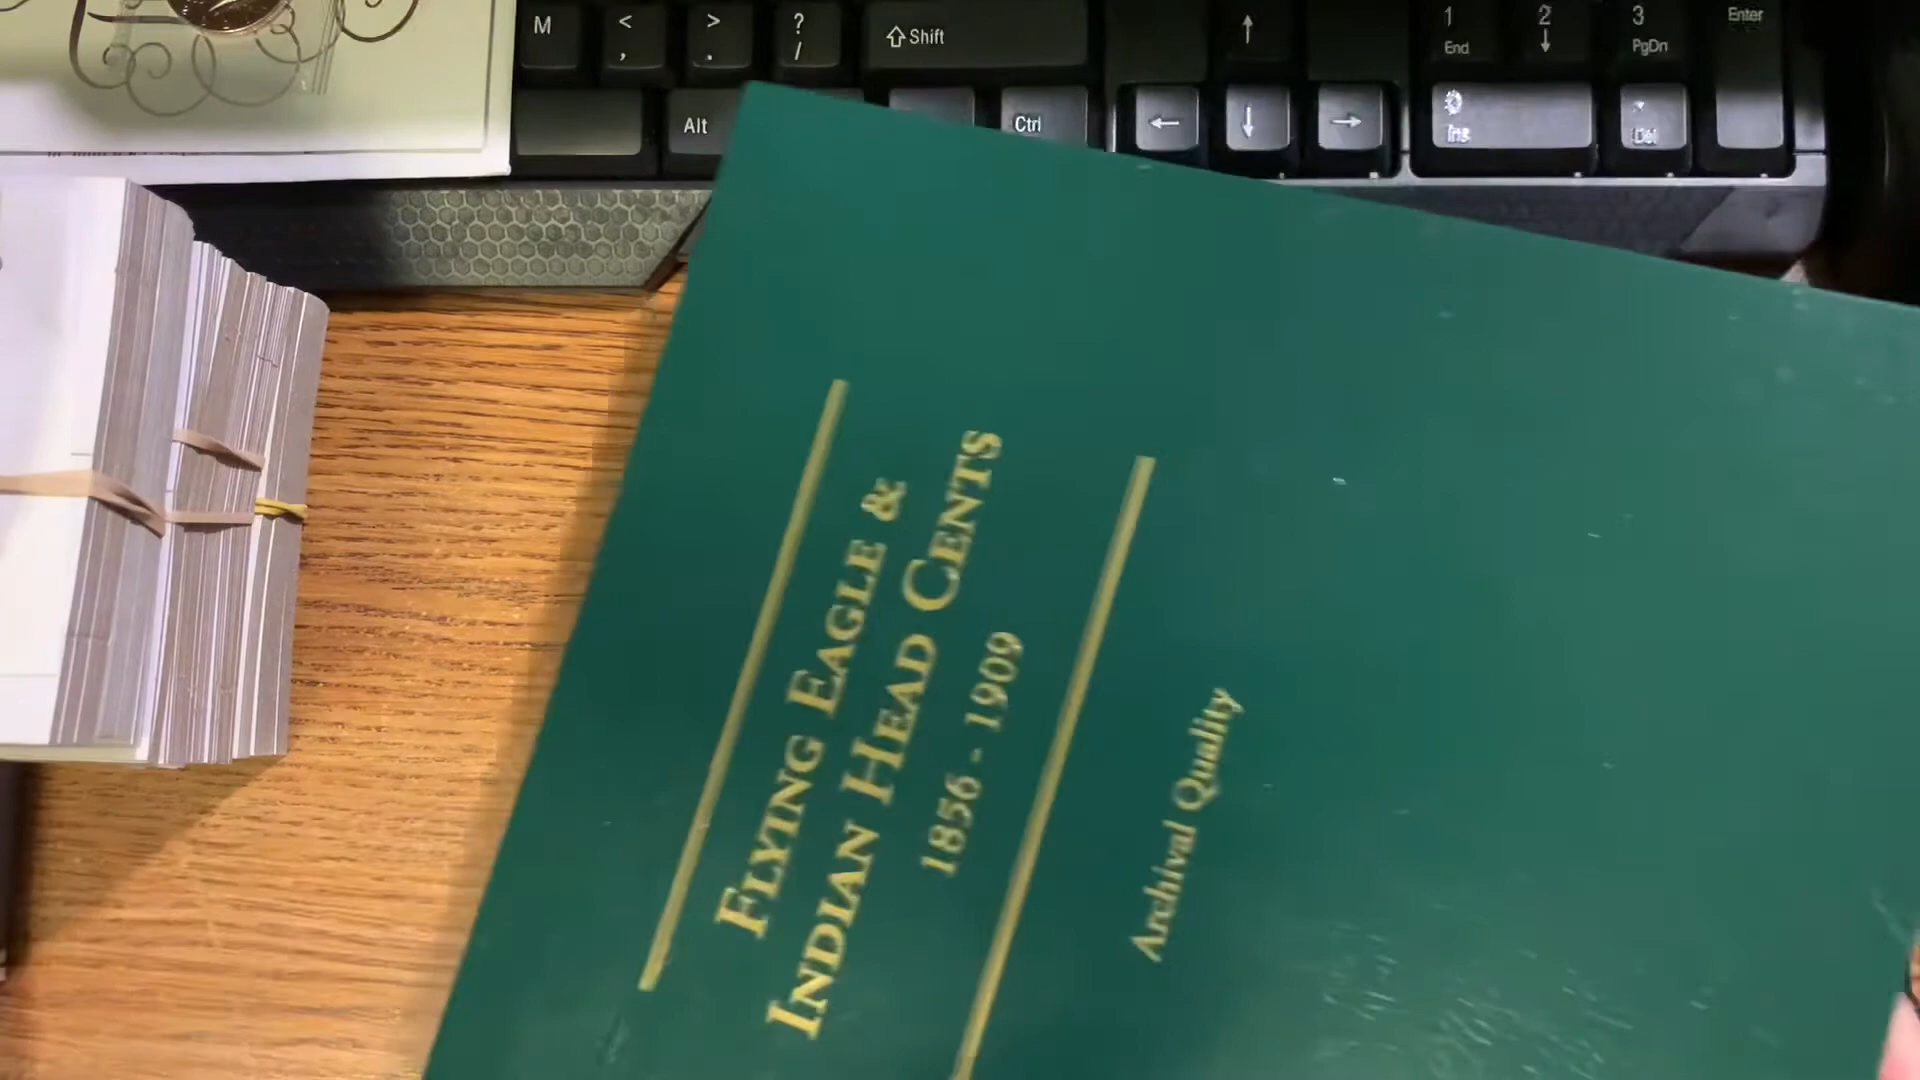 M
<
,
>
.
?
/
Shift
1
End
2
3
PgDn
Enter
Alt
Ctrl
Ins
Del
FLYING EAGLE &
INDIAN HEAD CENTS
1856 - 1909
Archival Quality